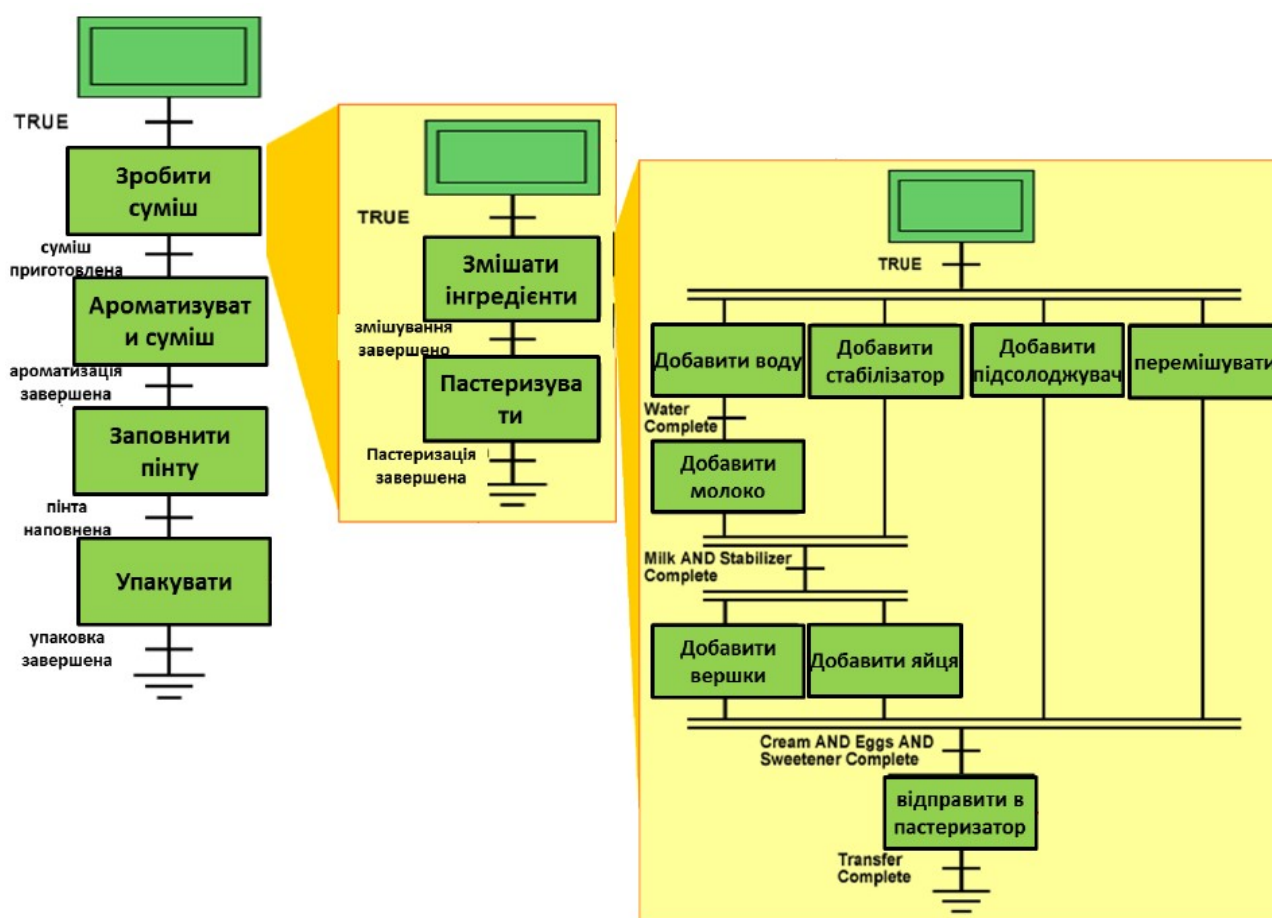 TRUE
Зробити
суміш
суміш
приготовлена
Ароматизуват
и суміш
ароматизація
завершена
Заповнити
пінту
пінта
наповнена
Упакувати
упаковка
завершена
TRUE
Змішати
інгредієнти
змішування
завершено
Пастеризува
ти
Пастеризація
завершена
TRUE
Добавити воду
Добавити
стабілізатор
Добавити
підсолоджувач
перемішувати
Water
Complete
Добавити
молоко
Milk AND Stabilizer
Complete
Добавити
вершки
Добавити яйця
Cream AND Eggs AND
Sweetener Complete
відправити в
пастеризатор
Transfer
Complete